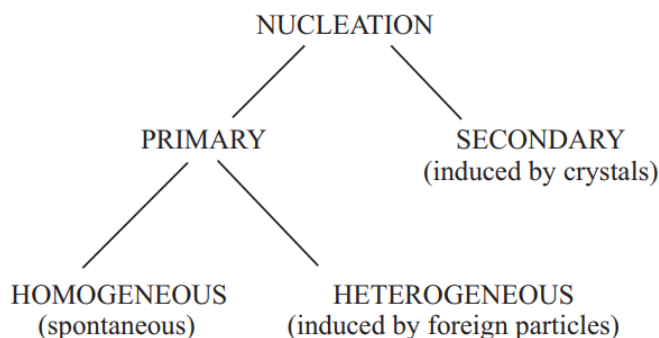 NUCLEATION
PRIMARY
SECONDARY
(induced by crystals)
HOMOGENEOUS
(spontaneous)
HETEROGENEOUS
(induced by foreign particles)